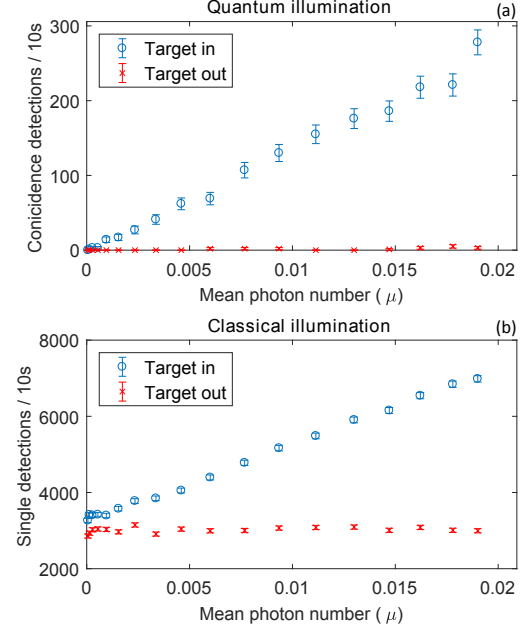 Quantum illumination
(a)
Target in
Target out
Conicidence detections / 10s
300
200
100
0
0
0.005
0.01
0.015
0.02
Mean photon number ( μ)
Classical illumination
(b)
Target in
Target out
Single detections / 10s
8000
6000
4000
2000
0
0.005
0.01
0.015
0.02
Mean photon number ( μ)